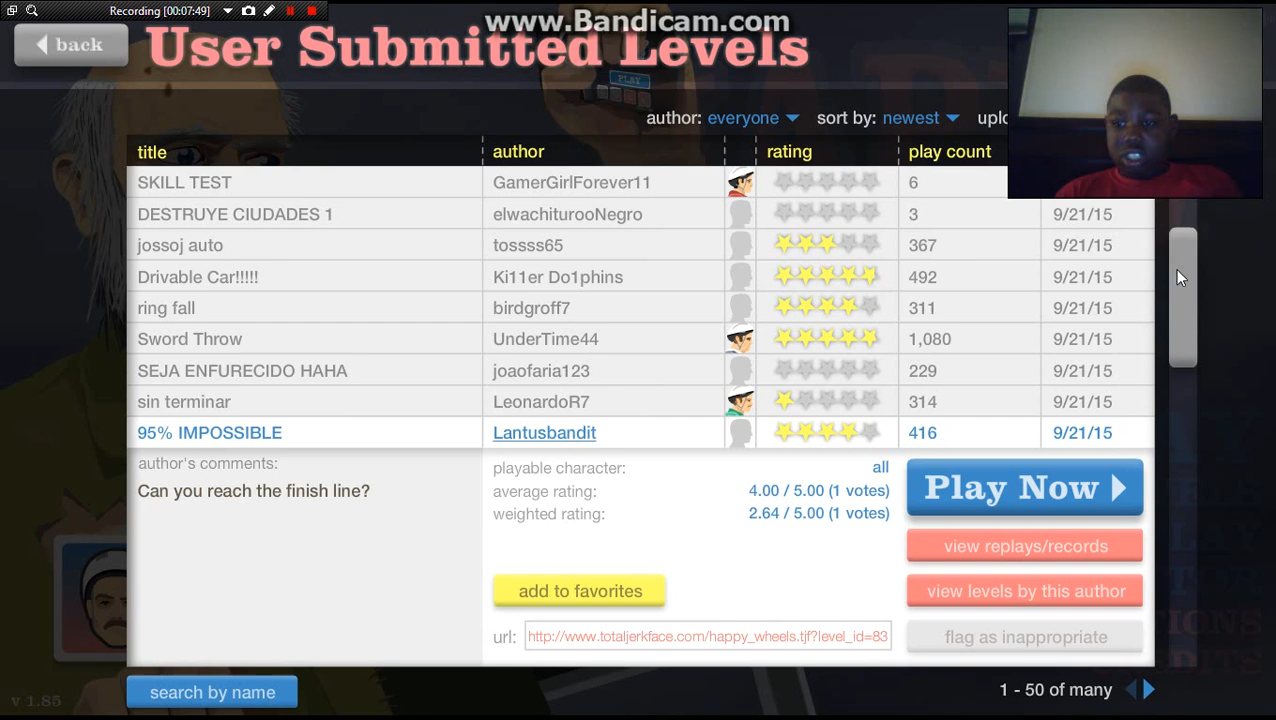 Recording [00:07:49]
www.Bandicam.com
back
User Submitted Levels
PLAY
author: everyone sort by: newest
title author rating play count
SKILL TEST GamerGirlForever11 6
DESTRUYE CIUDADES 1 elwachiturooNegro 3 9/21/15
jossoj auto tossss65 367 9/21/15
Drivable Car!!!!! Ki11er Do1phins 492 9/21/15
ring fall birdgroff7 311 9/21/15
Sword Throw UnderTime44 1,080 9/21/15
SEJA ENFURECIDO HAHA joaofaria123 229 9/21/15
sin terminar LeonardoR7 314 9/21/15
95% IMPOSSIBLE Lantusbandit 416 9/21/15
author's comments:
Can you reach the finish line?
playable character: all
average rating: 4.00 / 5.00 (1 votes)
weighted rating: 2.64 / 5.00 (1 votes)
Play Now
view replays/records
add to favorites
view levels by this author
url: http://www.totaljerkface.com/happy_wheels.tjf?level_id=83
flag as inappropriate
v 1.85
search by name
1 - 50 of many